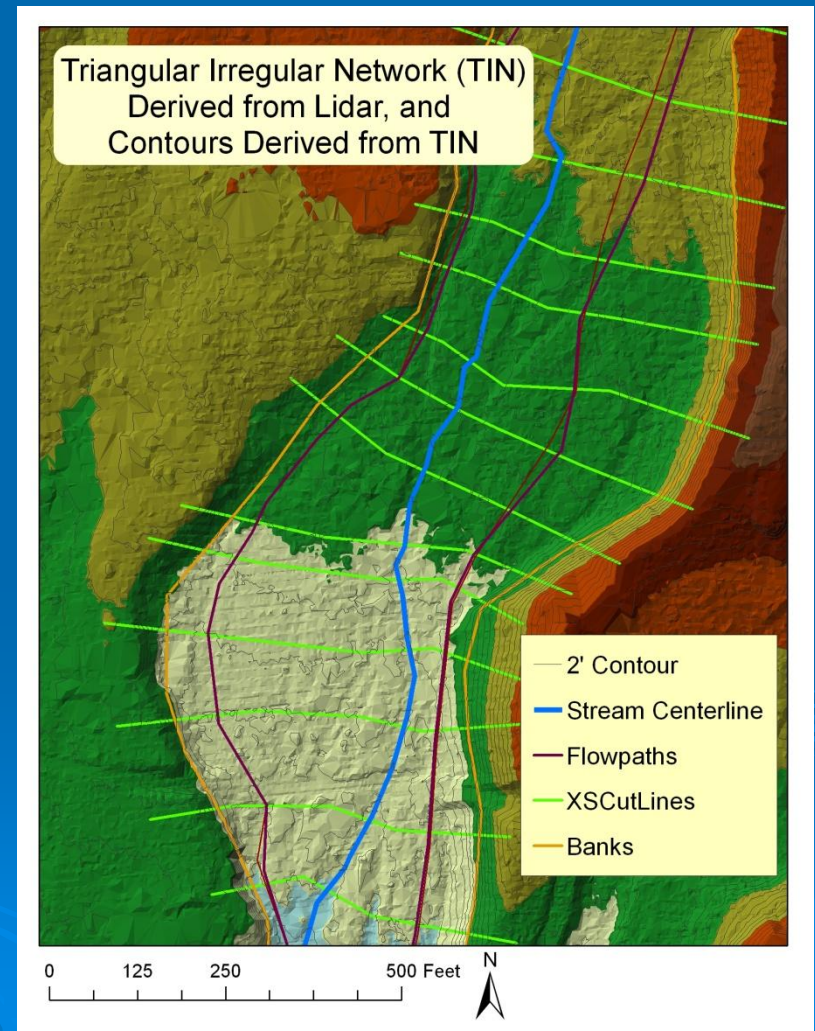 Triangular Irregular Network (TIN)
Derived from Lidar, and
Contours Derived from TIN
2' Contour
Stream Centerline
Flowpaths
XSCutLines
Banks
0 125 250 500 Feet
N